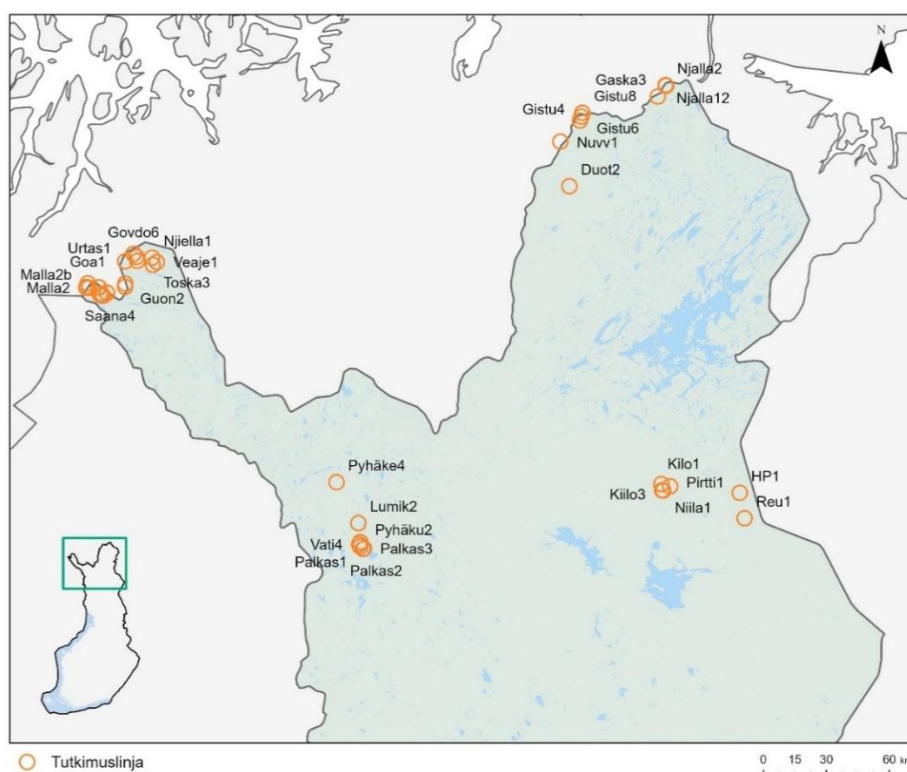 N
Njalla2
Gaska3
Gistu8
Njalla12
Gistu4
Gistu6
Nuvv1
Duot2
Govdo6
Njiella1
Urtas1
Goa1
Veaje1
Malla2b
Malla2
Toska3
Guon2
Saana4
Kilo1
Pyhäke4
Pirtti1
HP1
Kiilo3
Niila1
Reu1
Lumik2
Pyhäku2
Vati4
Palkas3
Palkas1
Palkas2
Tutkimuslinja
0 15 30 60